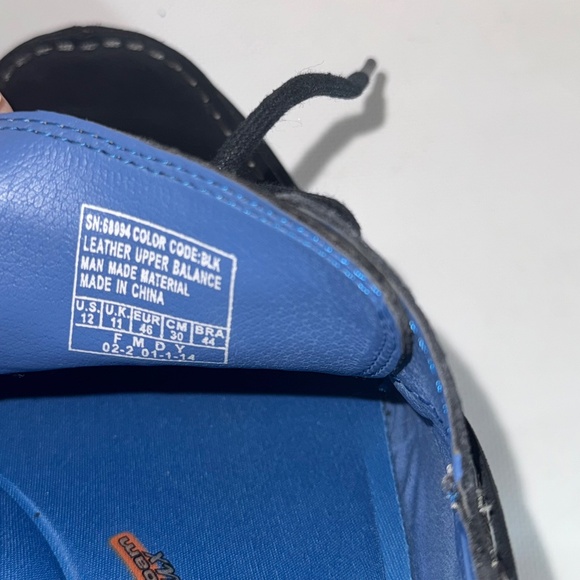 SN:68994 COLOR CODE:BLK
LEATHER UPPER BALANCE
MAN MADE MATERIAL
MADE IN CHINA
U.S. U.K. EUR CM BRA
12 11 46 30 44
F M D Y
02-2 01-1-14